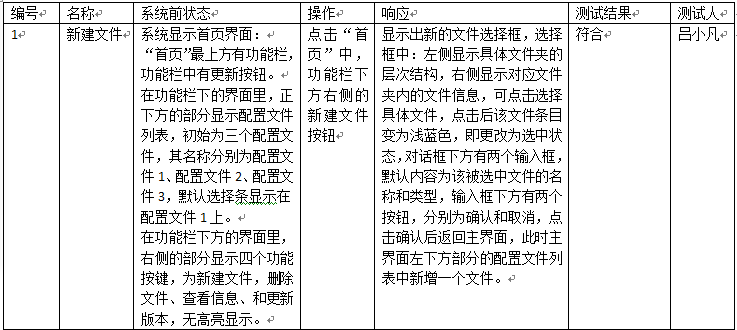 编号 名称 系统前状态 操作 响应 测试结果 测试人
1 新建文件 系统显示首页界面： 点击“首 显示出新的文件选择框，选择 符合 吕小凡
“首页”最上方有功能栏， 页”中， 框中：左侧显示具体文件夹的
功能栏中有更新按钮。 功能栏下 层次结构，右侧显示对应文件
在功能栏下的界面里，正 方右侧的 夹内的文件信息，可点击选择
下方的部分显示配置文件 新建文件 具体文件，点击后该文件条目
列表，初始为三个配置文 按钮 变为浅蓝色，即更改为选中状
件，其名称分别为配置文 态，对话框下方有两个输入框，
件 1、配置文件 2、配置文 默认内容为该被选中文件的名
件 3，默认选择条显示在 称和类型，输入框下方有两个
配置文件 1 上。 按钮，分别为确认和取消，点
在功能栏下方的界面里， 击确认后返回主界面，此时主
右侧的部分显示四个功能 界面左下方部分的配置文件列
按键，为新建文件，删除 表中新增一个文件。
文件、查看信息、和更新
版本，无高亮显示。